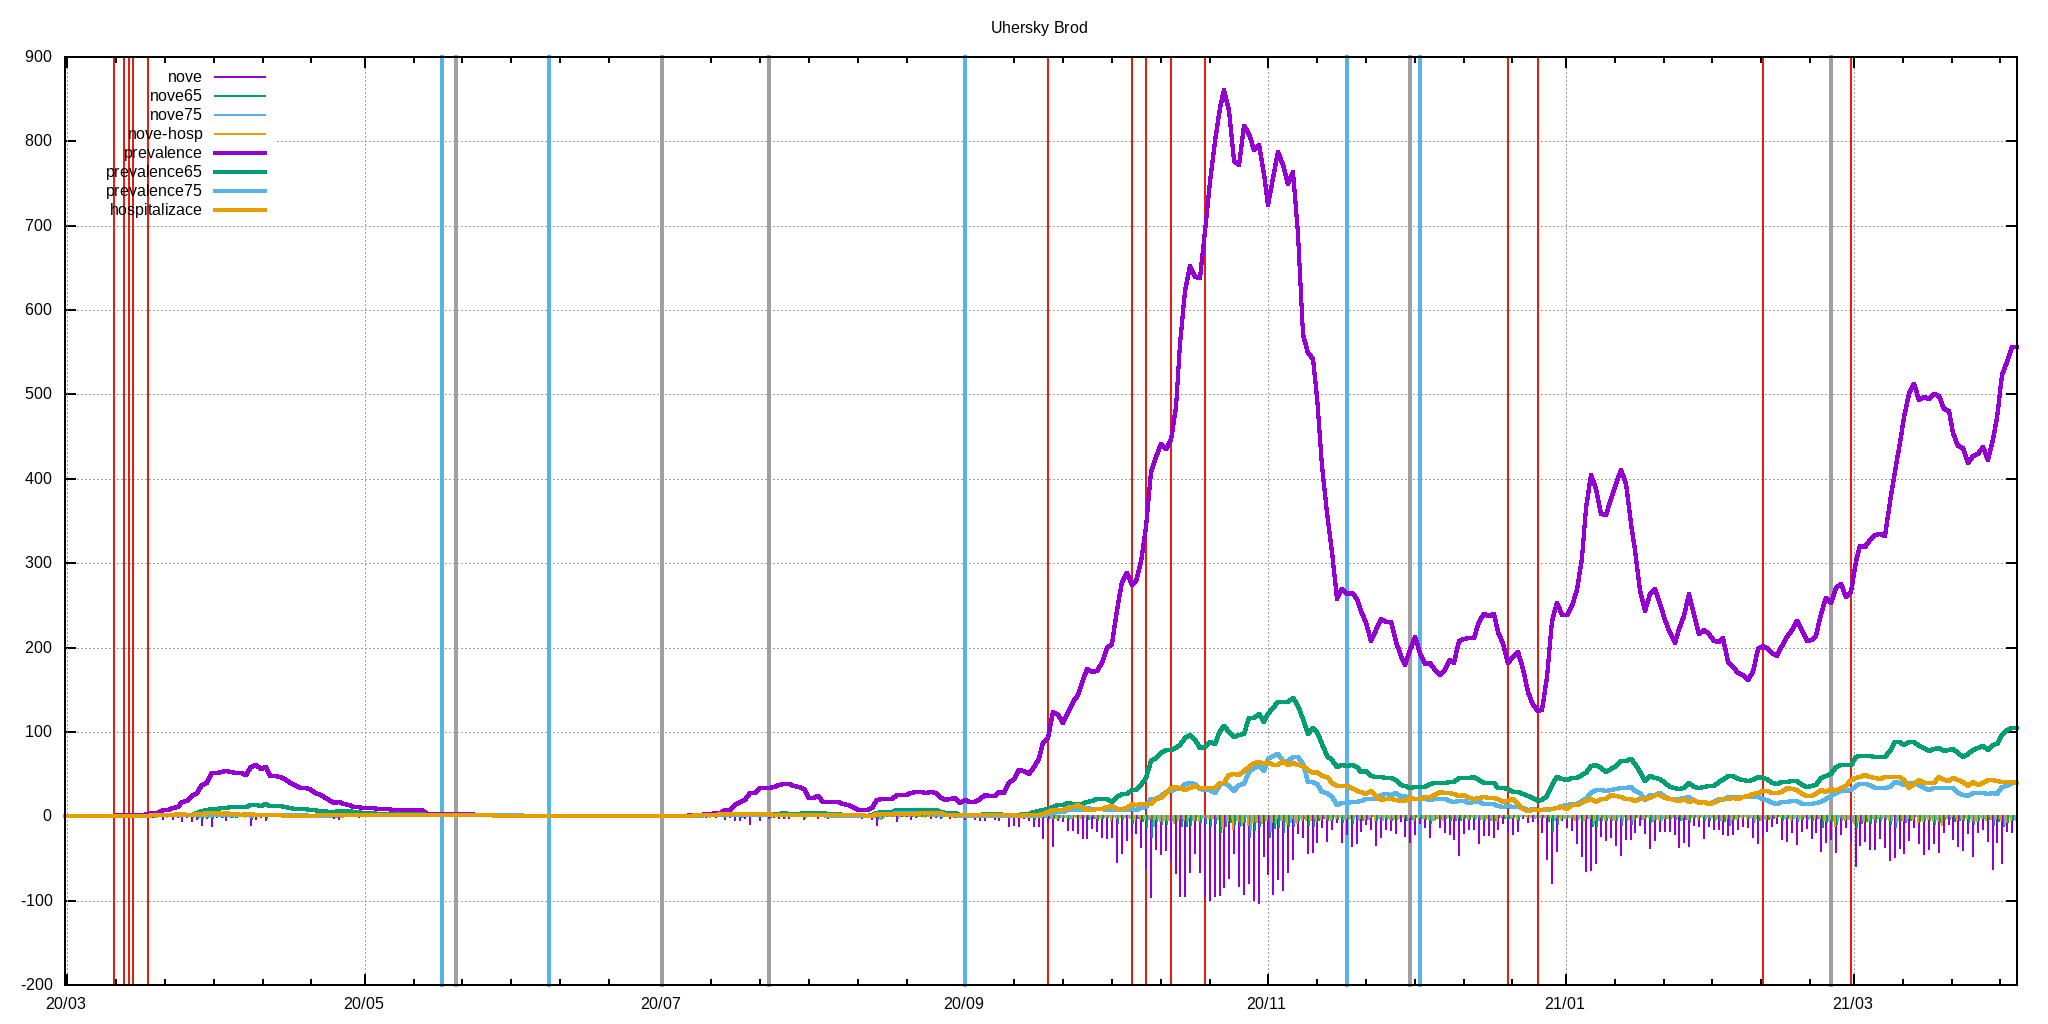 Uhersky Brod
900
800
700
600
500
400
300
200
100
0
-100
-200
nove
nove65
nove75
nove-hosp
prevalence
prevalence65
prevalence75
hospitalizace
20/03
20/05
20/07
20/09
20/11
21/01
21/03